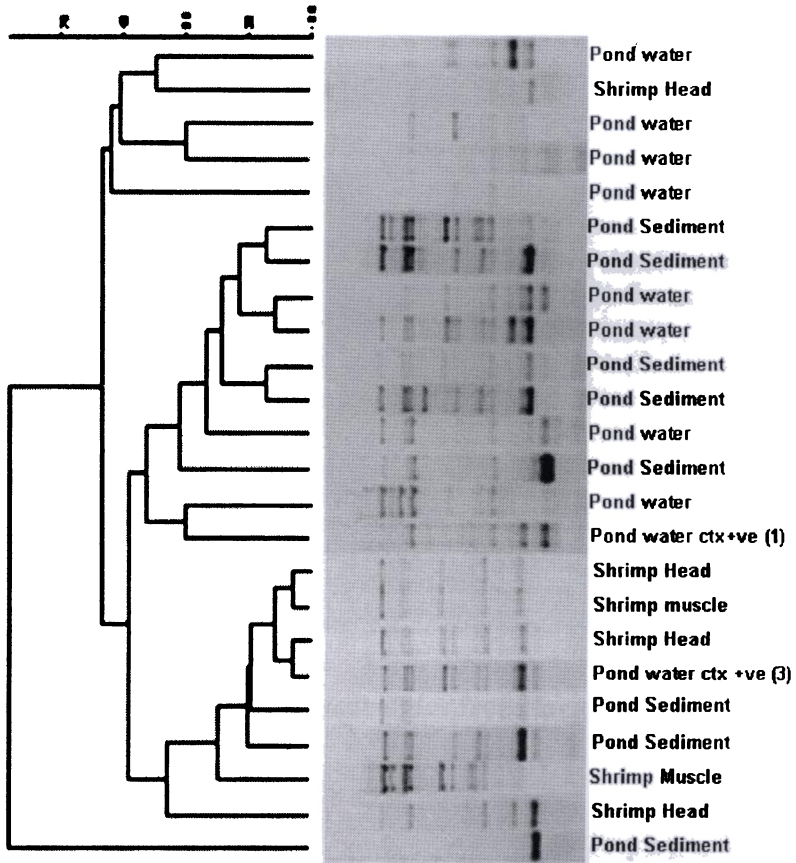 Pond water
Shrimp Head
Pond water
Pond water
Pond water
Pond Sediment
Pond Sediment
Pond water
Pond water
Pond Sediment
Pond Sediment
Pond water
Pond Sediment
Pond water
Pond water ctx+ve (1)
Shrimp Head
Shrimp muscle
Shrimp Head
Pond water ctx +ve (3)
Pond Sediment
Pond Sediment
Shrimp Muscle
Shrimp Head
Pond Sediment